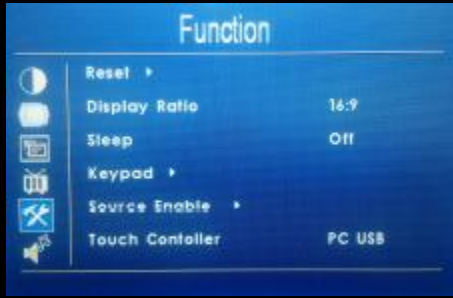 Function
Reset
Display Ratio 16:9
Sleep Off
Keypad
Source Enable
Touch Contoller PC USB